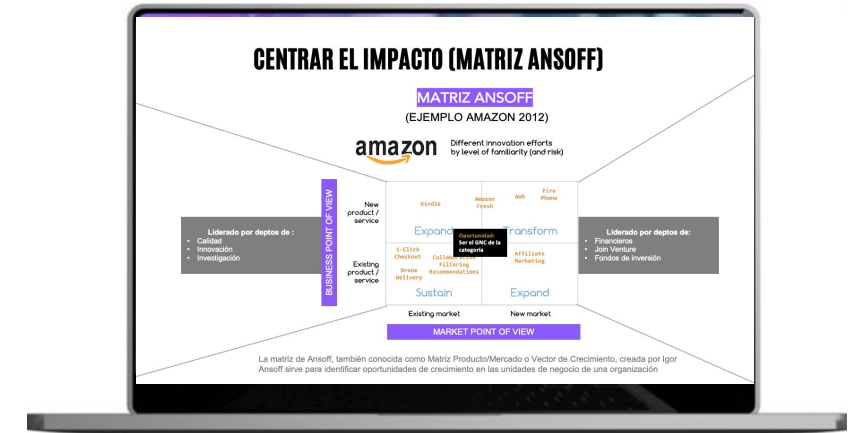 CENTRAR EL IMPACTO (MATRIZ ANSOFF)
MATRIZ ANSOFF
(EJEMPLO AMAZON 2012)
amazon
Different innovation efforts
by level of familiarity (and risk)
Liderado por deptos de :
• Calidad
• Innovación
• Investigación
BUSINESS POINT OF VIEW
New
product /
service
Existing
product /
service
Kindle
Amazon
Fresh
AWS
Fire
Phone
Expand
Transform
Oportunidad:
Ser el GNC de la
categoría
1-Click
Checkout
Collaborative
Filtering
Recommendations
Drone
Delivery
Affiliate
Marketing
Sustain
Expand
Existing market
New market
MARKET POINT OF VIEW
Liderado por deptos de:
• Financieros
• Join Venture
• Fondos de inversión
La matriz de Ansoff, también conocida como Matriz Producto/Mercado o Vector de Crecimiento, creada por Igor
Ansoff sirve para identificar oportunidades de crecimiento en las unidades de negocio de una organización